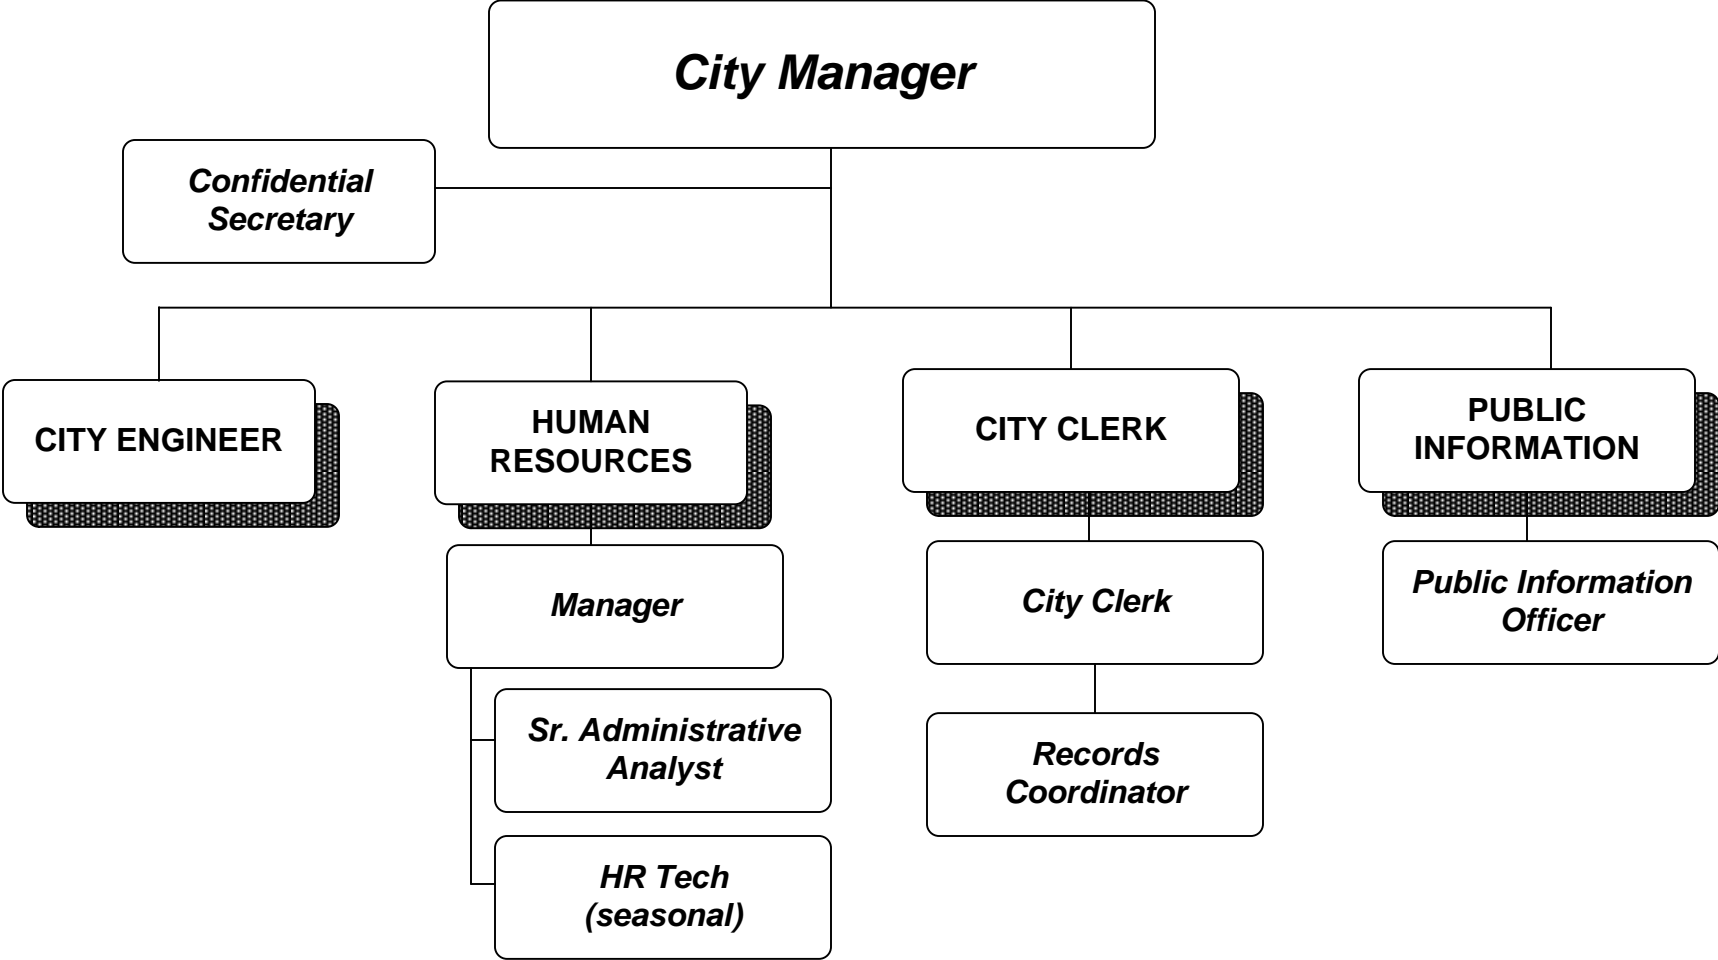 City Manager
Confidential
Secretary
CITY ENGINEER
HUMAN
RESOURCES
CITY CLERK
PUBLIC
INFORMATION
Manager
City Clerk
Public Information
Officer
Sr. Administrative
Analyst
Records
Coordinator
HR Tech
(seasonal)